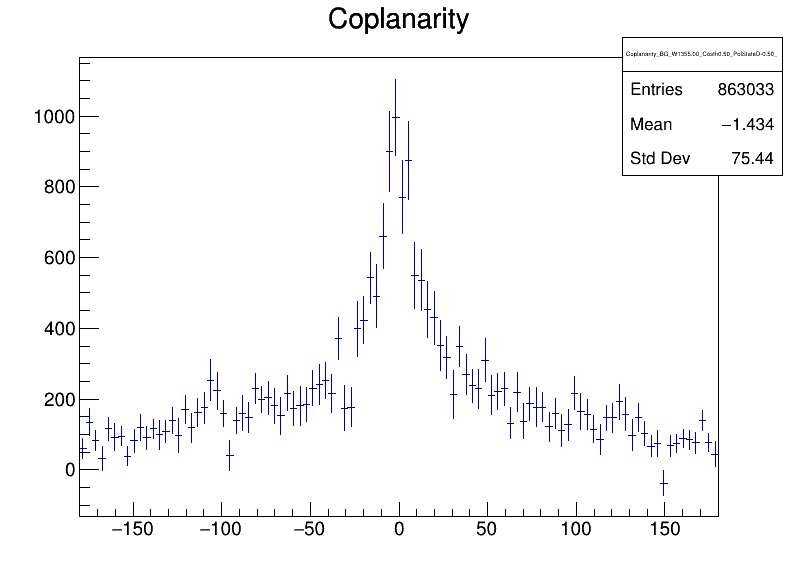 Coplanarity
Coplanarity_BG_W1355.00_Costh0.50_PolStateD-0.50_
Entries 863033
Mean −1.434
Std Dev 75.44
1000
800
600
400
200
0
−150 −100 −50 0 50 100 150